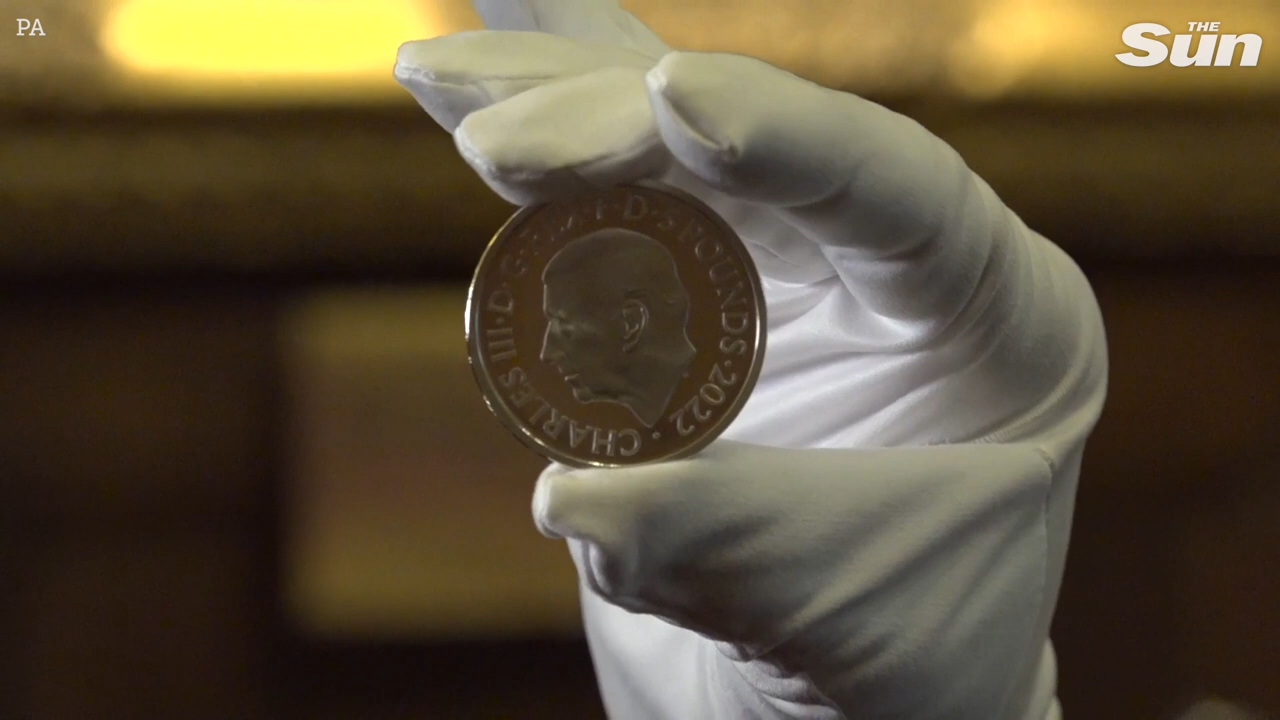 PA
THE
Sun
CHARLES III · D · G · REX · F · D · 5 POUNDS · 2022 ·